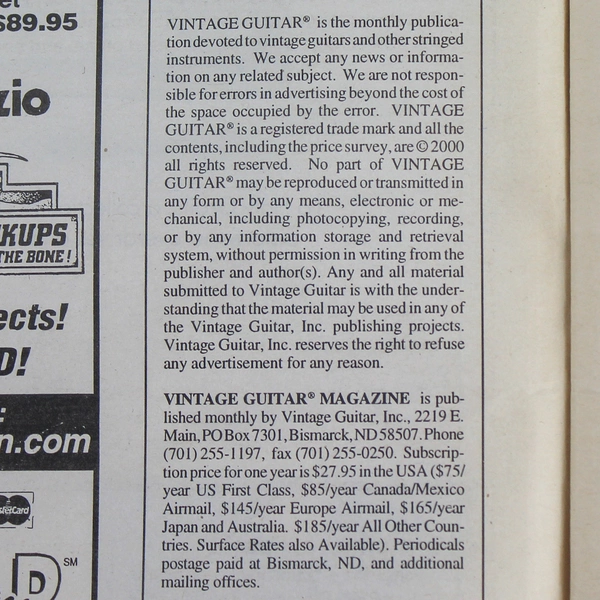 $89.95
zio
KUPS
THE BONE!
ects!
D!
n.com
VINTAGE GUITAR® is the monthly publica-
tion devoted to vintage guitars and other stringed
instruments. We accept any news or informa-
tion on any related subject. We are not respon-
sible for errors in advertising beyond the cost of
the space occupied by the error. VINTAGE
GUITAR® is a registered trade mark and all the
contents, including the price survey, are © 2000
all rights reserved. No part of VINTAGE
GUITAR® may be reproduced or transmitted in
any form or by any means, electronic or me-
chanical, including photocopying, recording,
or by any information storage and retrieval
system, without permission in writing from the
publisher and author(s). Any and all material
submitted to Vintage Guitar is with the under-
standing that the material may be used in any of
the Vintage Guitar, Inc. publishing projects.
Vintage Guitar, Inc. reserves the right to refuse
any advertisement for any reason.
VINTAGE GUITAR® MAGAZINE is pub-
lished monthly by Vintage Guitar, Inc., 2219 E.
Main, PO Box 7301, Bismarck, ND 58507. Phone
(701) 255-1197, fax (701) 255-0250. Subscrip-
tion price for one year is $27.95 in the USA ($75/
year US First Class, $85/year Canada/Mexico
Airmail, $145/year Europe Airmail, $165/year
Japan and Australia. $185/year All Other Coun-
tries. Surface Rates also Available). Periodicals
postage paid at Bismarck, ND, and additional
mailing offices.